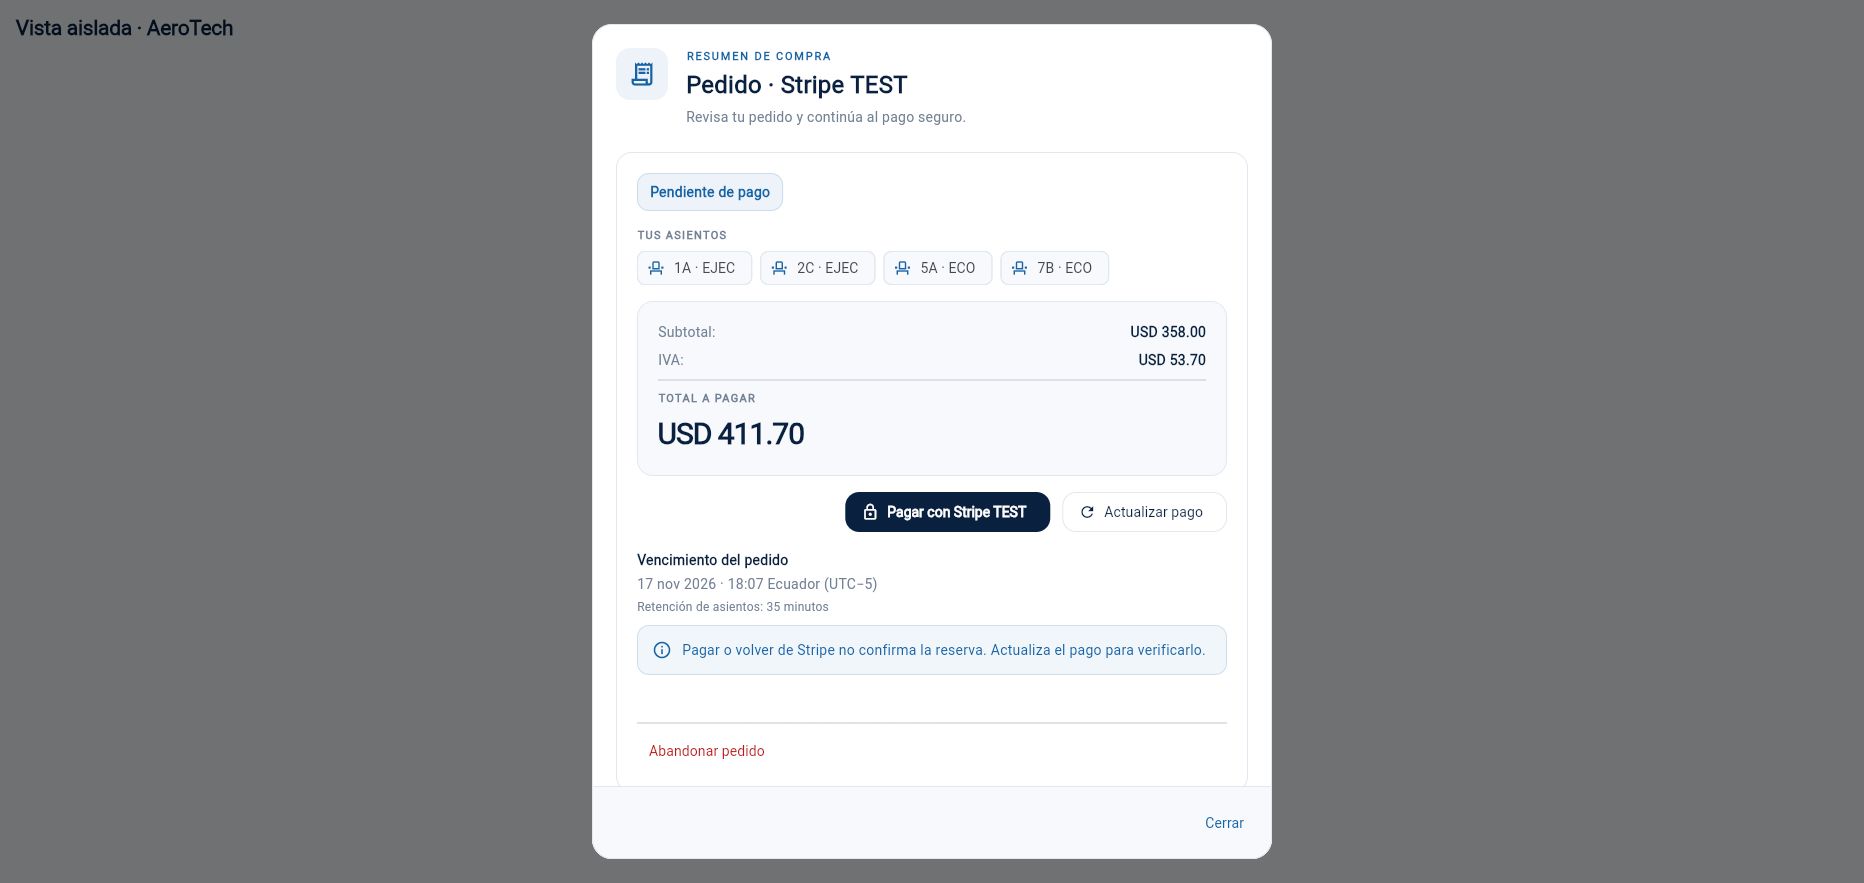 Vista aislada · AeroTech
RESUMEN DE COMPRA
Pedido · Stripe TEST
Revisa tu pedido y continúa al pago seguro.
Pendiente de pago
TUS ASIENTOS
1A · EJEC 2C · EJEC 5A · ECO 7B · ECO
Subtotal: USD 358.00
IVA: USD 53.70
TOTAL A PAGAR
USD 411.70
Pagar con Stripe TEST Actualizar pago
Vencimiento del pedido
17 nov 2026 · 18:07 Ecuador (UTC−5)
Retención de asientos: 35 minutos
Pagar o volver de Stripe no confirma la reserva. Actualiza el pago para verificarlo.
Abandonar pedido
Cerrar